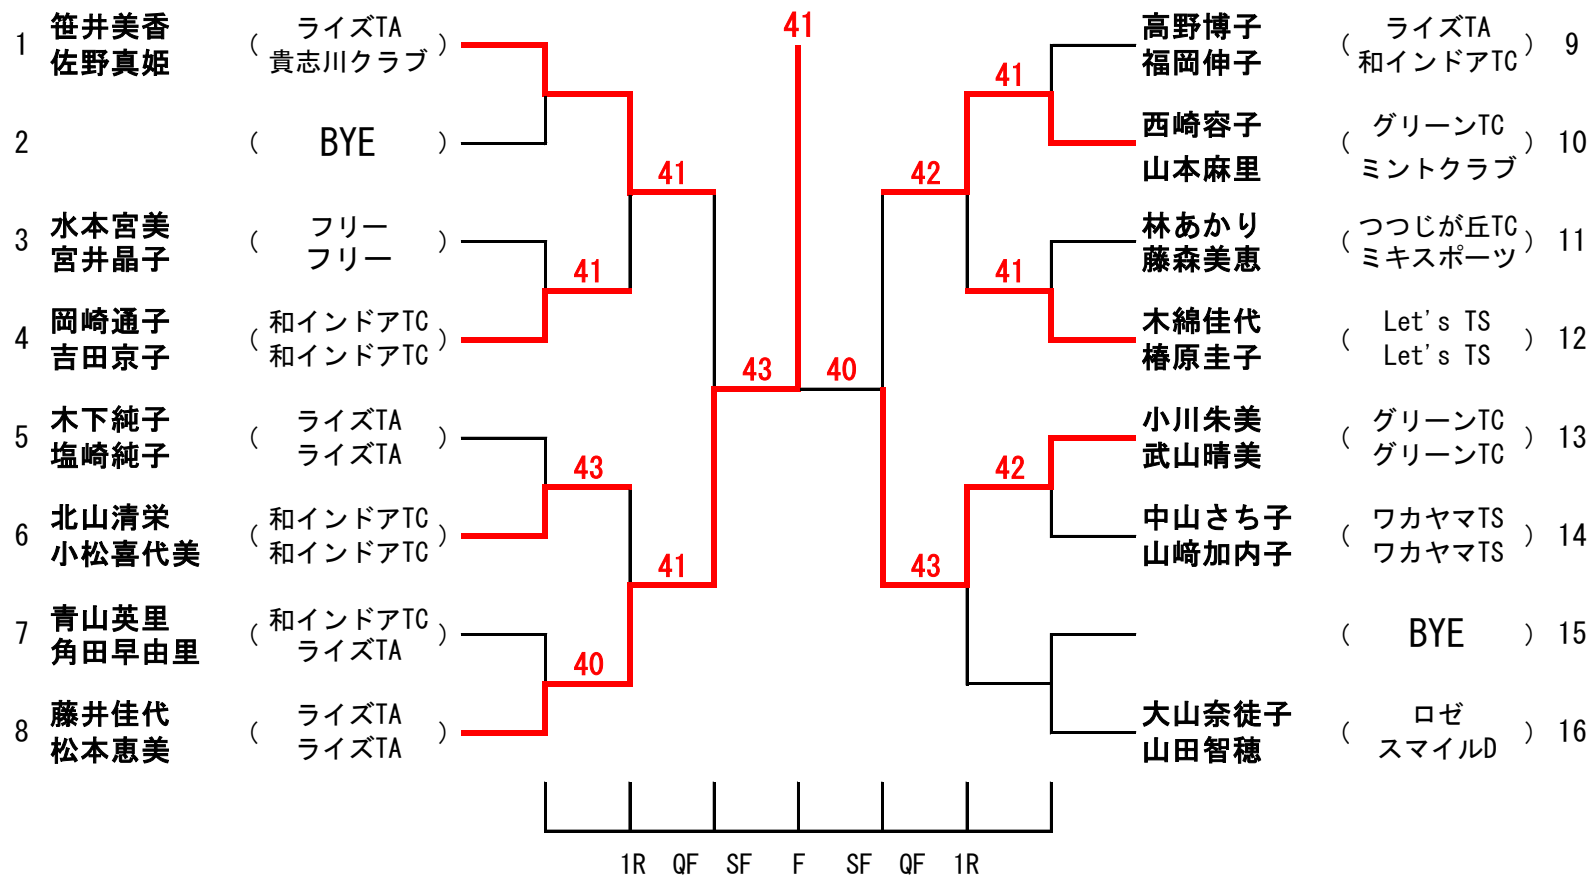 1 笹井美香 ( ライズTA )
佐野真姫 貴志川クラブ
2 ( BYE )
3 水本宮美 ( フリー )
宮井晶子 フリー
4 岡崎通子 ( 和インドアTC )
吉田京子 和インドアTC
5 木下純子 ( ライズTA )
塩崎純子 ライズTA
6 北山清栄 ( 和インドアTC )
小松喜代美 和インドアTC
7 青山英里 ( 和インドアTC )
角田早由里 ライズTA
8 藤井佳代 ( ライズTA )
松本恵美 ライズTA
41
41
43
40
41
41
43
41
40
41
41
42
42
43
高野博子 ( ライズTA ) 9
福岡伸子 和インドアTC
西崎容子 ( グリーンTC ) 10
山本麻里 ミントクラブ
林あかり ( つつじが丘TC ) 11
藤森美恵 ミキスポーツ
木綿佳代 ( Let's TS ) 12
椿原圭子 Let's TS
小川朱美 ( グリーンTC ) 13
武山晴美 グリーンTC
中山さち子 ( ワカヤマTS ) 14
山﨑加内子 ワカヤマTS
( BYE ) 15
大山奈徒子 ( ロゼ ) 16
山田智穂 スマイルD
1R QF SF F SF QF 1R